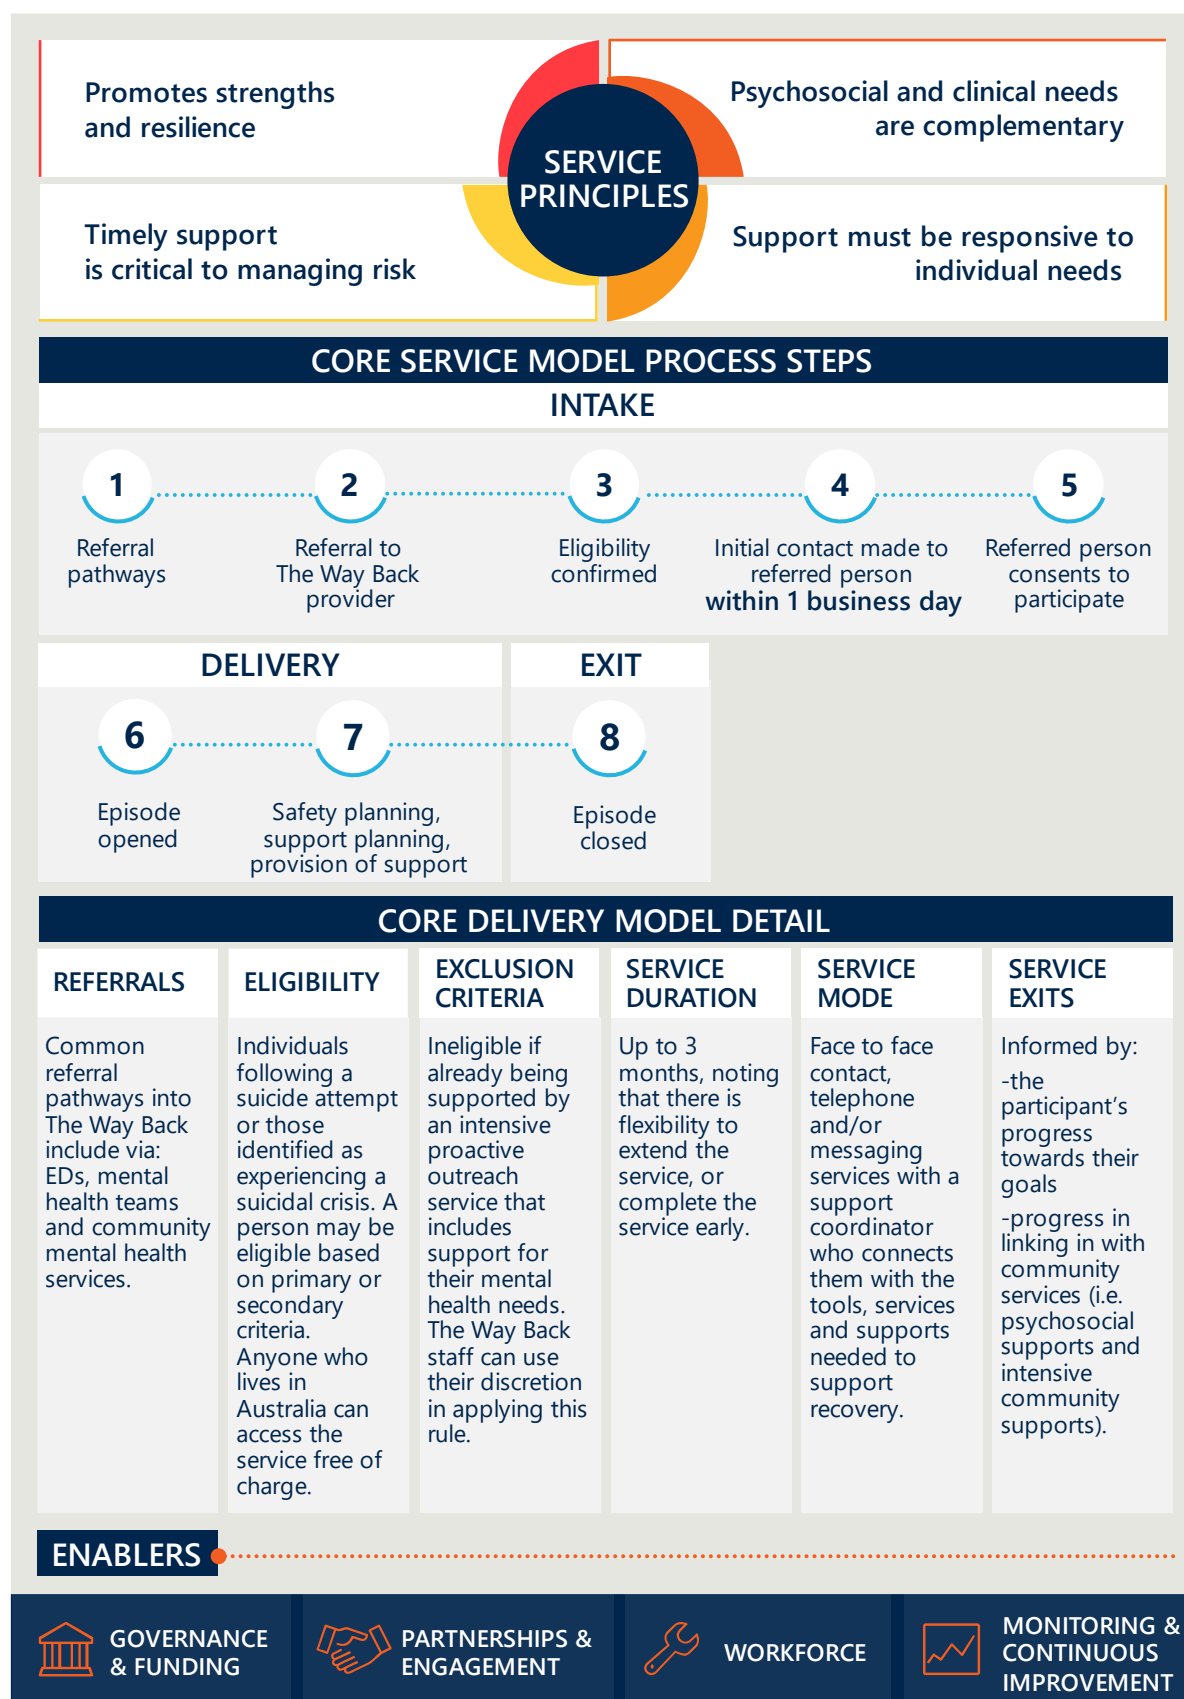 Promotes strengths
and resilience
Psychosocial and clinical needs
are complementary
SERVICE
PRINCIPLES
Timely support
is critical to managing risk
Support must be responsive to
individual needs
CORE SERVICE MODEL PROCESS STEPS
INTAKE
1
Referral
pathways
2
Referral to
The Way Back
provider
3
Eligibility
confirmed
4
Initial contact made to
referred person
within 1 business day
5
Referred person
consents to
participate
DELIVERY
6
Episode
opened
7
Safety planning,
support planning,
provision of support
EXIT
8
Episode
closed
CORE DELIVERY MODEL DETAIL
REFERRALS
Common
referral
pathways into
The Way Back
include via:
EDs, mental
health teams
and community
mental health
services.
ELIGIBILITY
Individuals
following a
suicide attempt
or those
identified as
experiencing a
suicidal crisis. A
person may be
eligible based
on primary or
secondary
criteria.
Anyone who
lives in
Australia can
access the
service free of
charge.
EXCLUSION
CRITERIA
Ineligible if
already being
supported by
an intensive
proactive
outreach
service that
includes
support for
their mental
health needs.
The Way Back
staff can use
their discretion
in applying this
rule.
SERVICE
DURATION
Up to 3
months, noting
that there is
flexibility to
extend the
service, or
complete the
service early.
SERVICE
MODE
Face to face
contact,
telephone
and/or
messaging
services with a
support
coordinator
who connects
them with the
tools, services
and supports
needed to
support
recovery.
SERVICE
EXITS
Informed by:
-the
participant’s
progress
towards their
goals
-progress in
linking in with
community
services (i.e.
psychosocial
supports and
intensive
community
supports).
ENABLERS
GOVERNANCE
& FUNDING
PARTNERSHIPS &
ENGAGEMENT
WORKFORCE
MONITORING &
CONTINUOUS
IMPROVEMENT